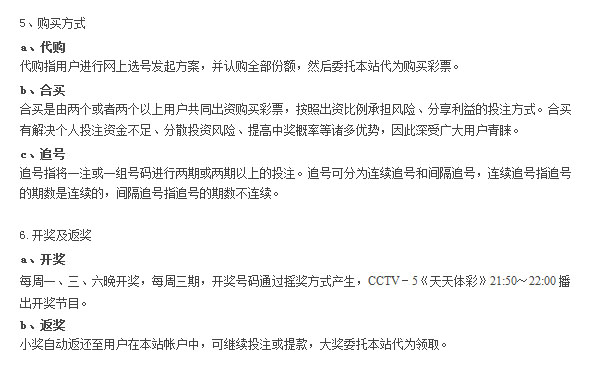 5、购买方式
a、代购
代购指用户进行网上选号发起方案，并认购全部份额，然后委托本站代为购买彩票。
b、合买
合买是由两个或者两个以上用户共同出资购买彩票，按照出资比例承担风险、分享利益的投注方式。合买
有解决个人投注资金不足、分散投资风险、提高中奖概率等诸多优势，因此深受广大用户青睐。
c、追号
追号指将一注或一组号码进行两期或两期以上的投注。追号可分为连续追号和间隔追号，连续追号指追号
的期数是连续的，间隔追号指追号的期数不连续。
6. 开奖及返奖
a、开奖
每周一、三、六晚开奖，每周三期，开奖号码通过摇奖方式产生，CCTV－5《天天体彩》21:50～22:00 播
出开奖节目。
b、返奖
小奖自动返还至用户在本站帐户中，可继续投注或提款，大奖委托本站代为领取。